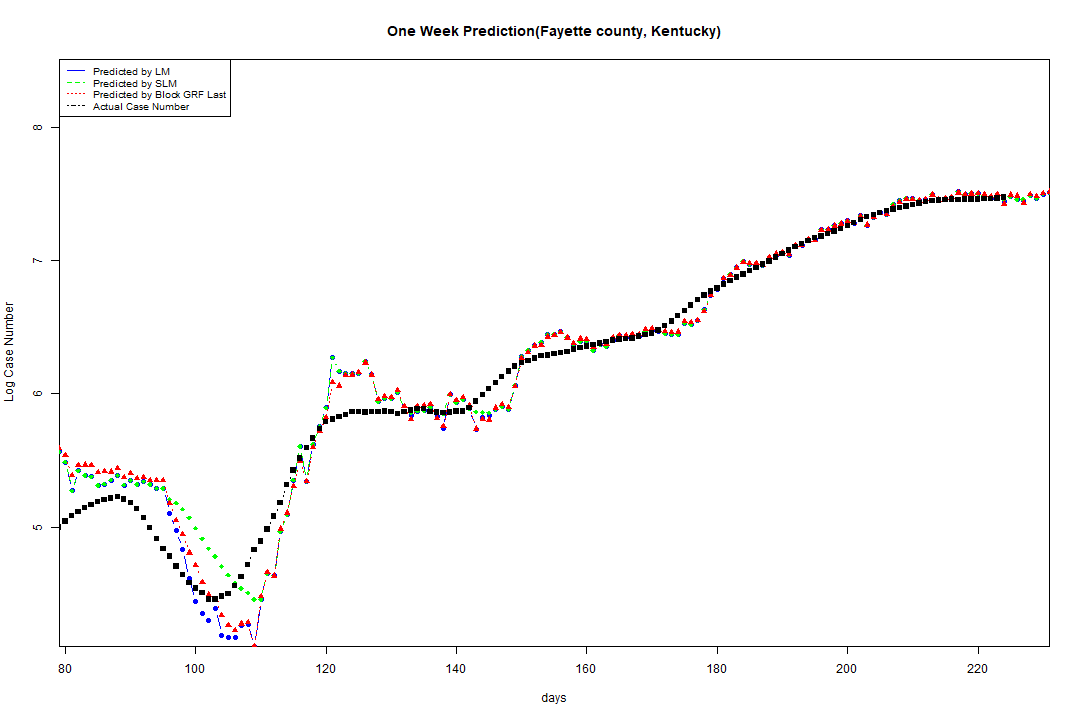 One Week Prediction(Fayette county, Kentucky)
Predicted by LM
Predicted by SLM
Predicted by Block GRF Last
Actual Case Number
8
7
6
5
Log Case Number
80 100 120 140 160 180 200 220
days